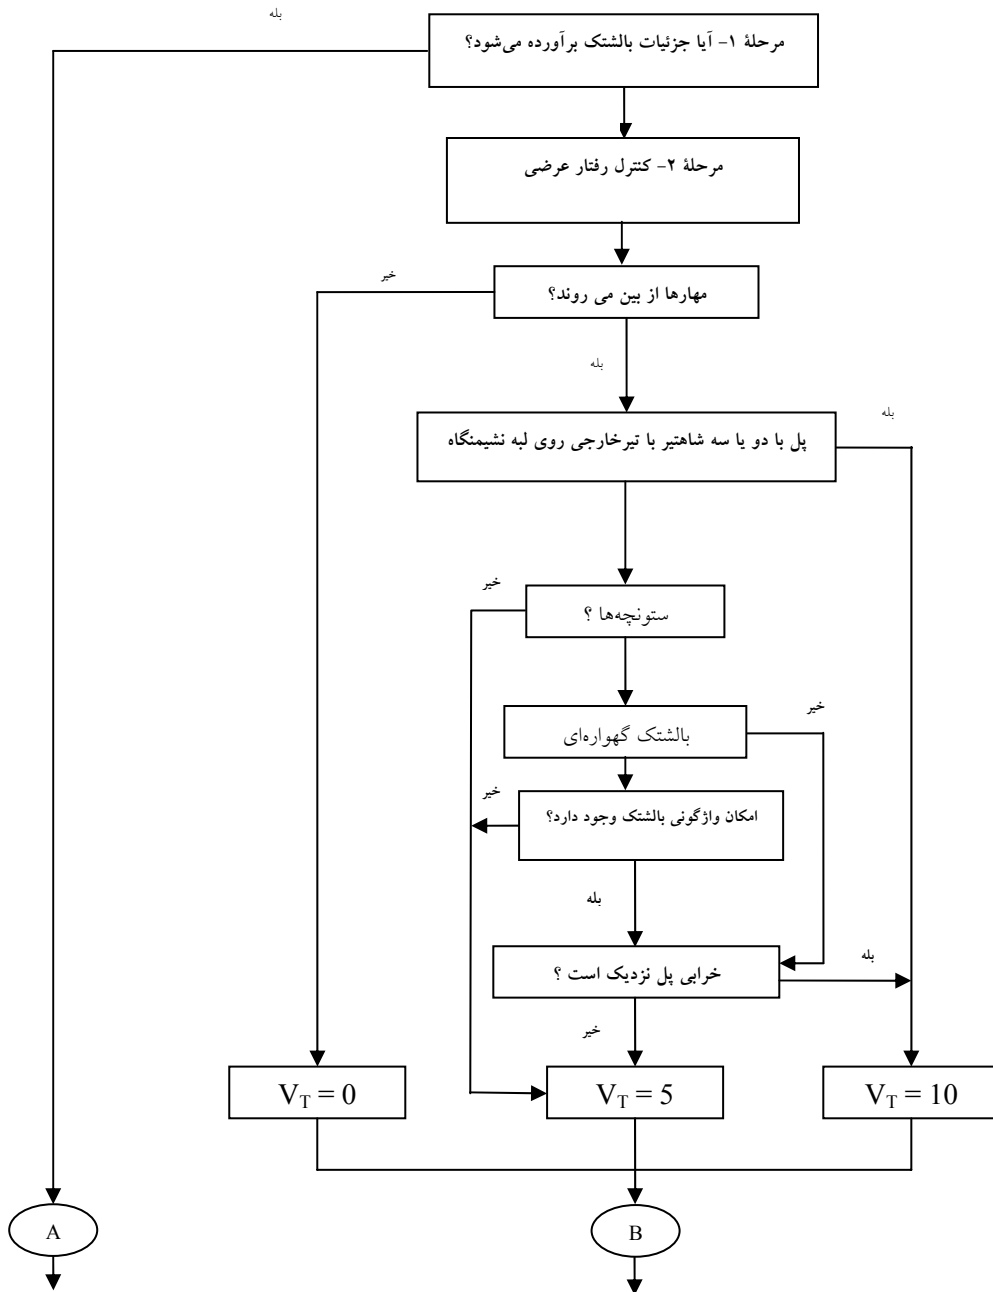 بله
مرحلهٔ ۱- آیا جزئیات بالشتک برآورده می‌شود؟
مرحلهٔ ۲- کنترل رفتار عرضی
خیر
مهارها از بین می روند؟
بله
بله
پل با دو یا سه شاهتیر با تیرخارجی روی لبه نشیمنگاه
خیر
ستونچه‌ها ؟
خیر
بالشتک گهواره‌ای
خیر
امکان واژگونی بالشتک وجود دارد؟
بله
بله
خرابی پل نزدیک است ؟
خیر
V_T = 0
V_T = 5
V_T = 10
A
B